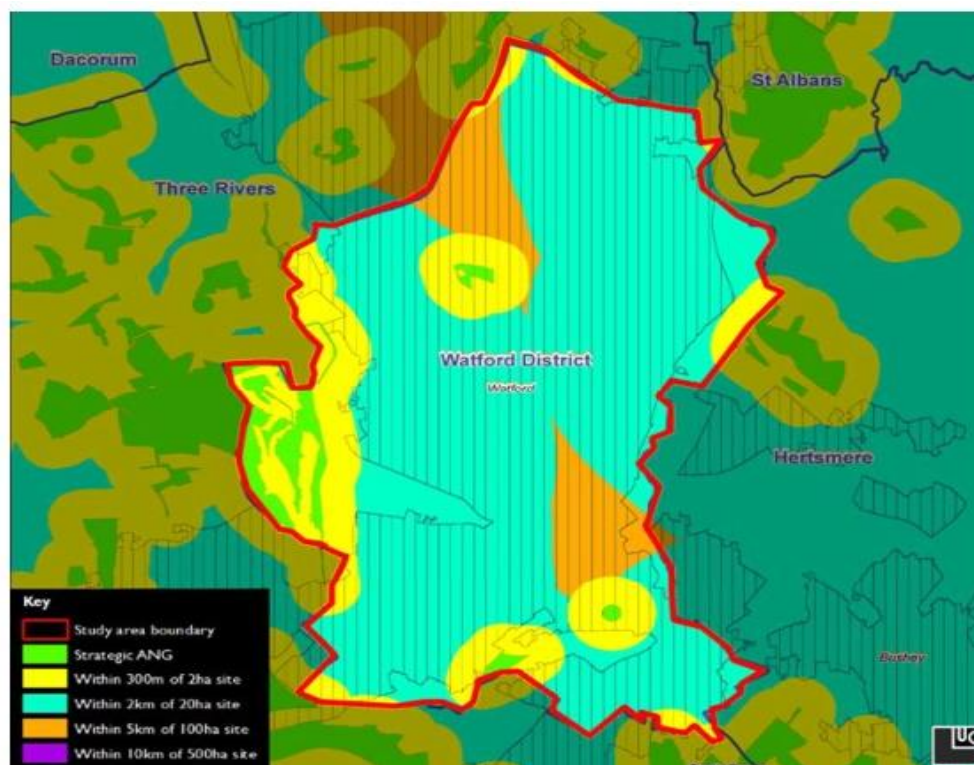 Dacorum
St Albans
Three Rivers
Watford District
Watford
Hertsmere
Bushey
Key
Study area boundary
Strategic ANG
Within 300m of 2ha site
Within 2km of 20ha site
Within 5km of 100ha site
Within 10km of 500ha site